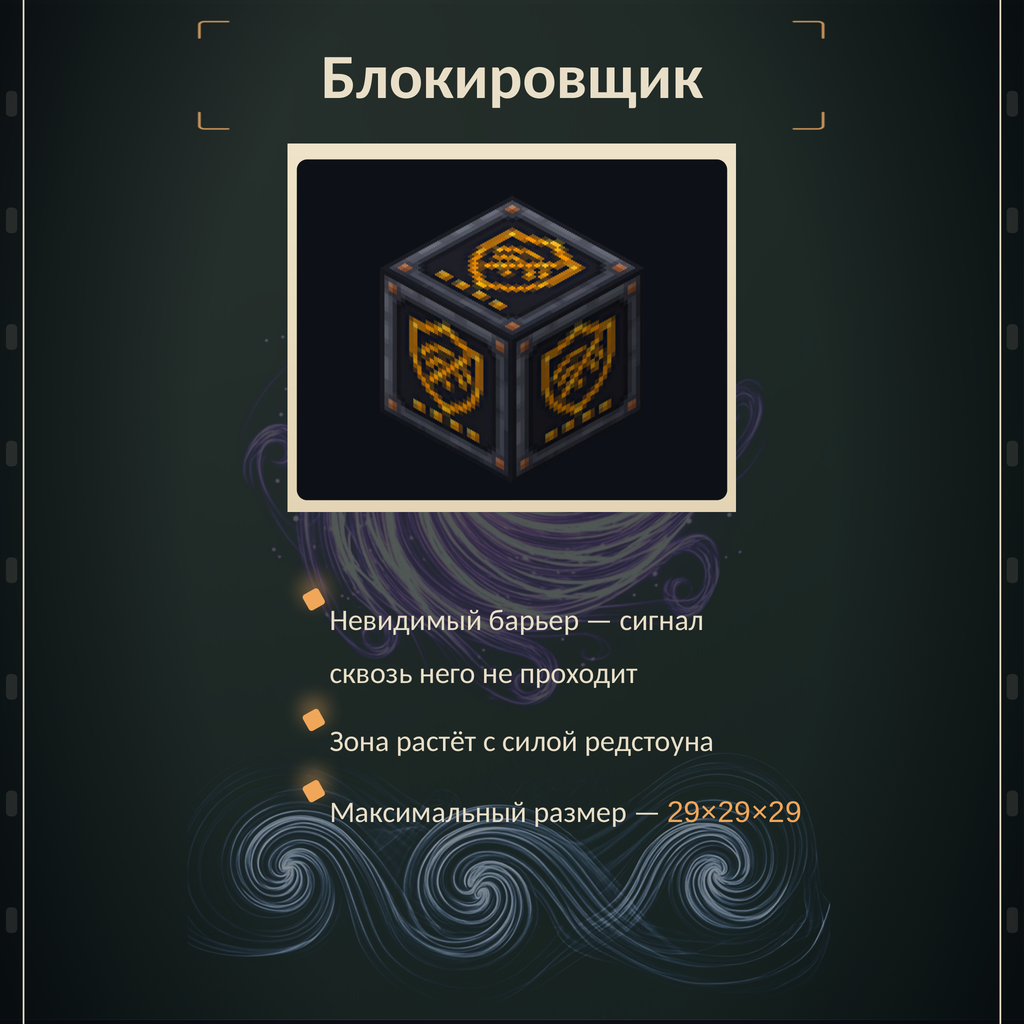 Блокировщик
Невидимый барьер — сигнал
сквозь него не проходит
Зона растёт с силой редстоуна
Максимальный размер — 29×29×29